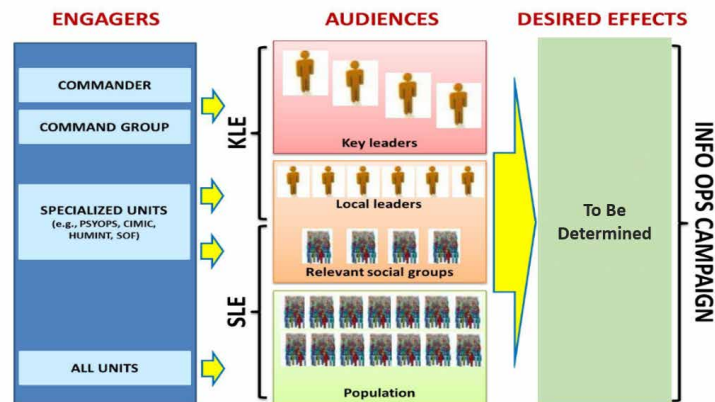 ENGAGERS
AUDIENCES
DESIRED EFFECTS
COMMANDER
COMMAND GROUP
SPECIALIZED UNITS
(e.g., PSYOPS, CIMIC,
HUMINT, SOF)
ALL UNITS
KLE
SLE
Key leaders
Local leaders
Relevant social groups
Population
To Be
Determined
INFO OPS CAMPAIGN